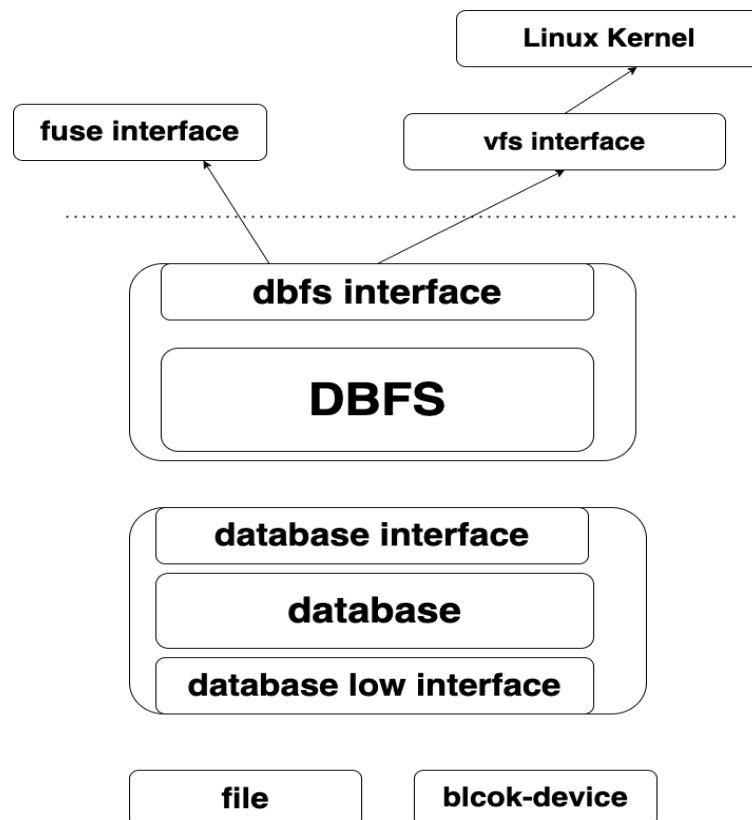 Linux Kernel
fuse interface
vfs interface
dbfs interface
DBFS
database interface
database
database low interface
file
blcok-device